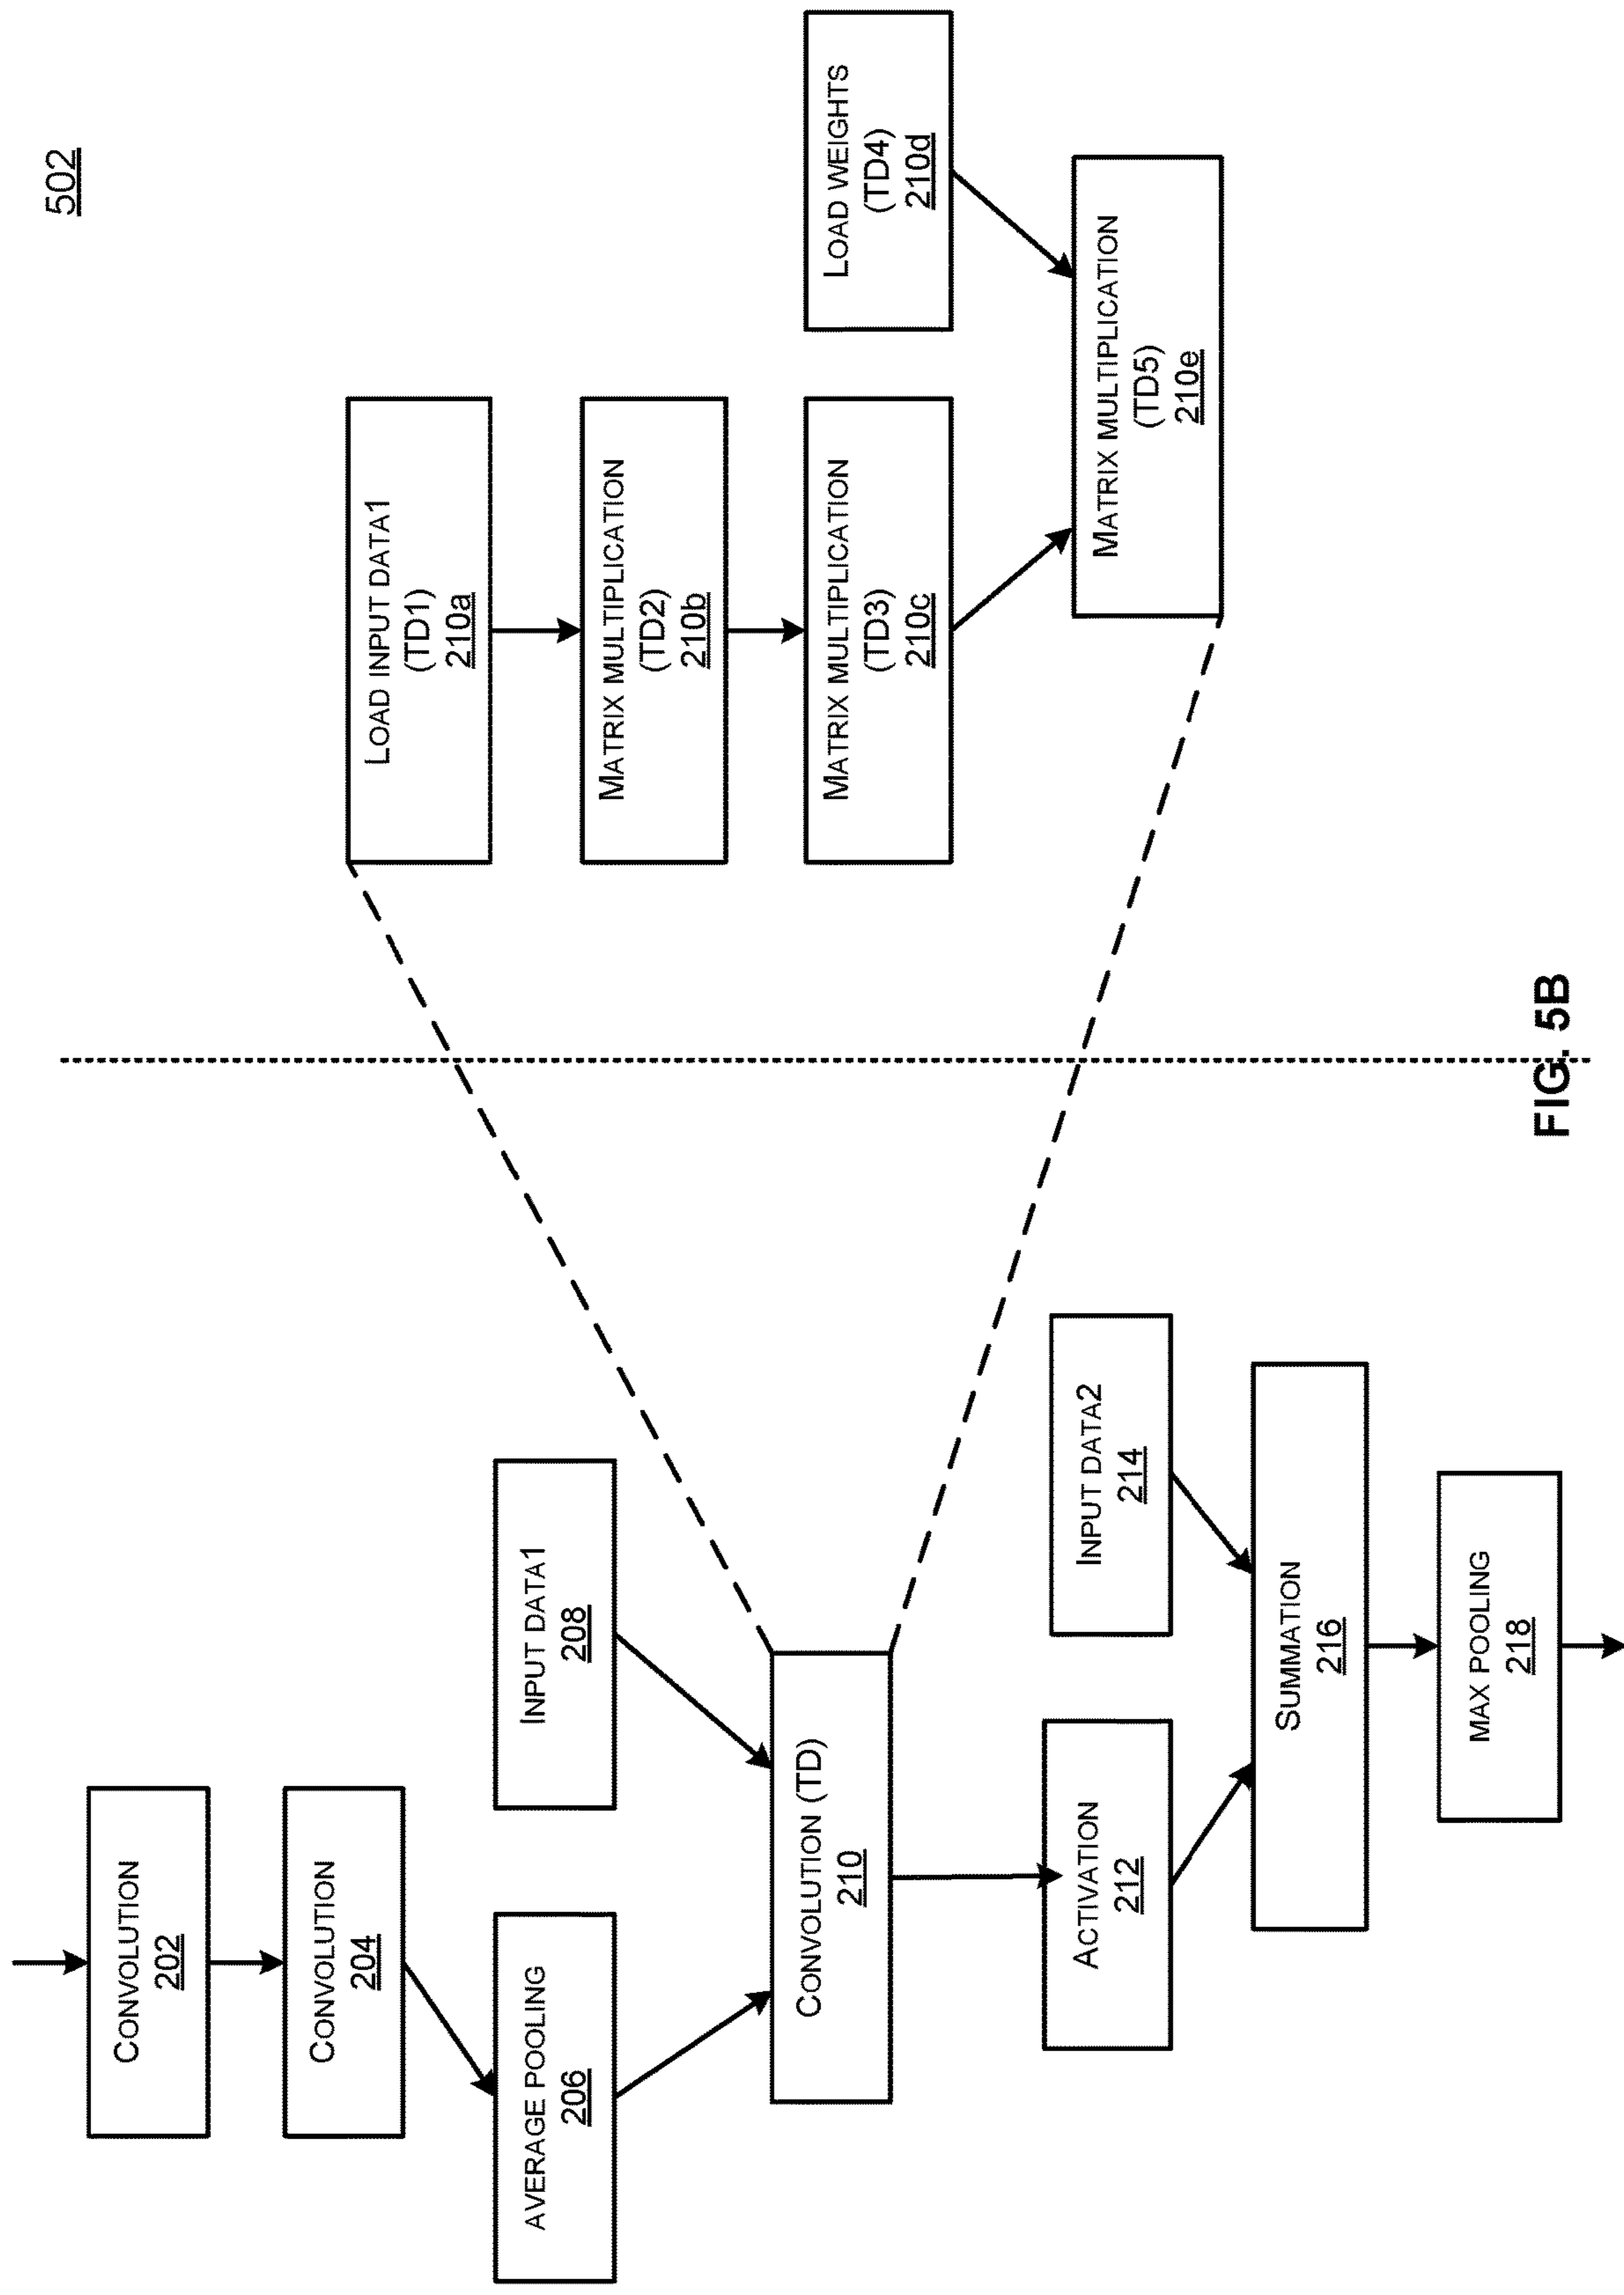 502
CONVOLUTION
202
CONVOLUTION
204
AVERAGE POOLING
206
INPUT DATA1
208
CONVOLUTION (TD)
210
ACTIVATION
212
INPUT DATA2
214
SUMMATION
216
MAX POOLING
218
LOAD INPUT DATA1
(TD1)
210a
MATRIX MULTIPLICATION
(TD2)
210b
MATRIX MULTIPLICATION
(TD3)
210c
LOAD WEIGHTS
(TD4)
210d
MATRIX MULTIPLICATION
(TD5)
210e
FIG. 5B